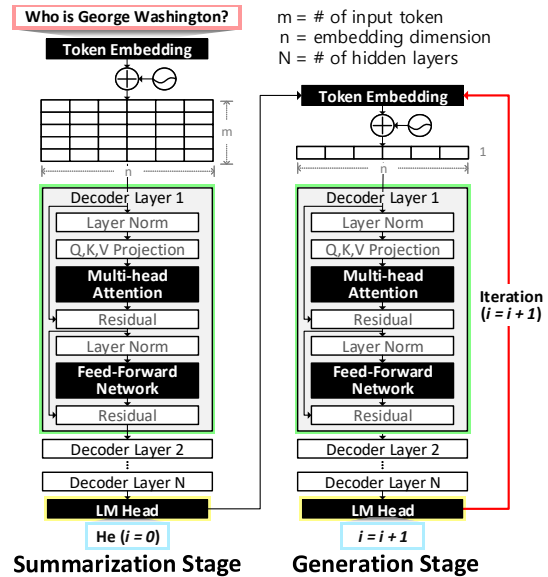 Who is George Washington?
Token Embedding
m
n
Decoder Layer 1
Layer Norm
Q,K,V Projection
Multi-head
Attention
Residual
Layer Norm
Feed-Forward
Network
Residual
Decoder Layer 2
Decoder Layer N
LM Head
He (i = 0)
Summarization Stage
m = # of input token
n = embedding dimension
N = # of hidden layers
Token Embedding
1
n
Decoder Layer 1
Layer Norm
Q,K,V Projection
Multi-head
Attention
Residual
Layer Norm
Feed-Forward
Network
Residual
Decoder Layer 2
Decoder Layer N
LM Head
i = i + 1
Generation Stage
Iteration
(i = i + 1)